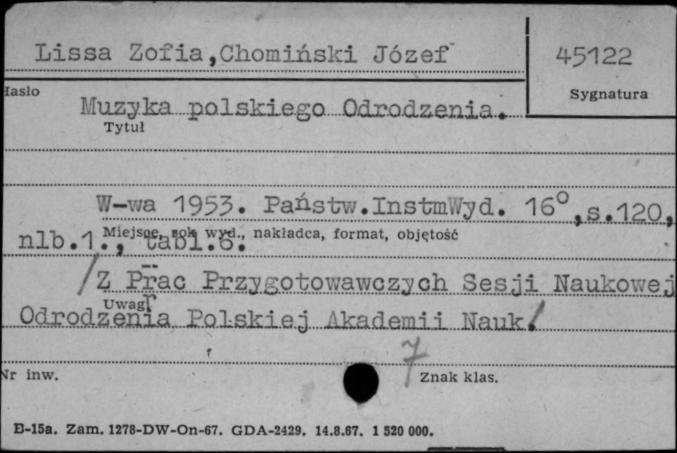 Lissa Zofia, Chomiński Józef
45122
Hasło
Sygnatura
Muzyka polskiego Odrodzenia.
Tytuł
W-wa 1953. Państw.InstmWyd. 16°, s.120,
Miejsce, rok wyd., nakładca, format, objętość
nlb.1., tabl.6.
/Z Prac Przygotowawczych Sesji Naukowej
Uwagi
Odrodzenia Polskiej Akademii Nauk/
7
Nr inw.
Znak klas.
B-15a. Zam. 1278-DW-On-67. GDA-2429. 14.8.67. 1 520 000.